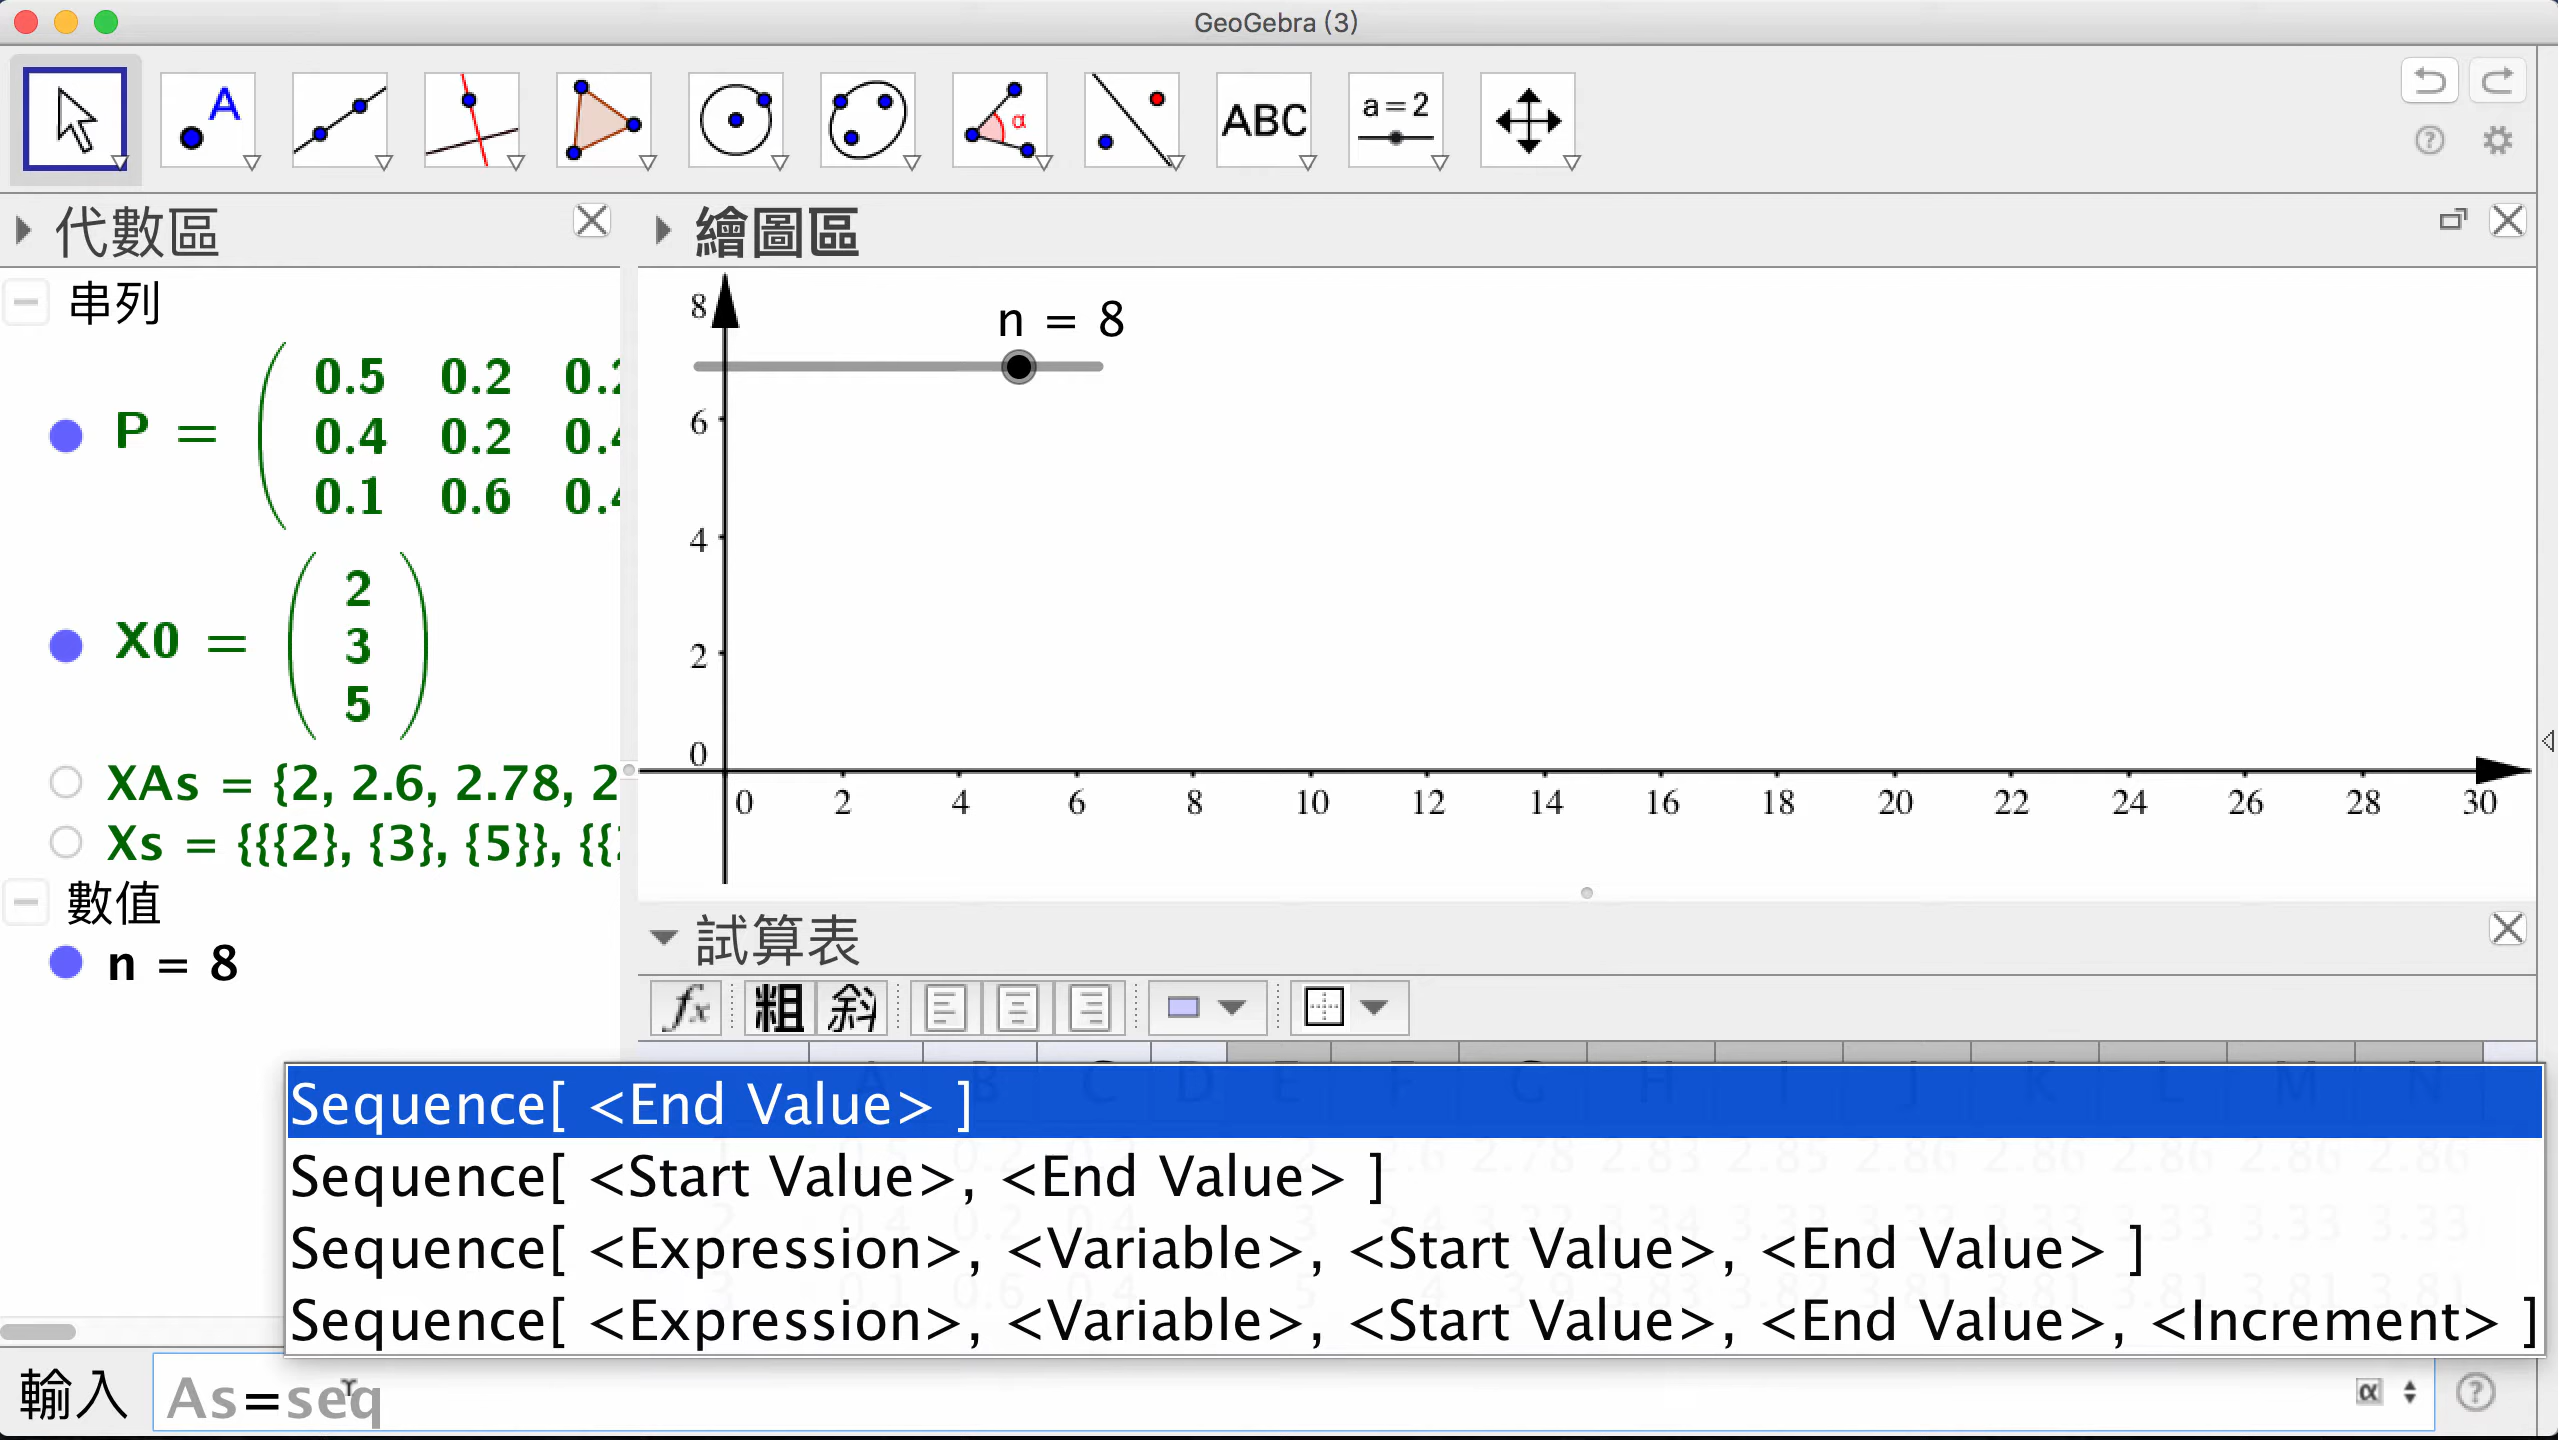 GeoGebra (3)
A
α
ABC
a=2
代數區
繪圖區
串列
P =
0.5 0.2
0.4 0.2
0.1 0.6
X0 =
2
3
5
XAs = {2, 2.6, 2.78, 2
Xs = {{{2}, {3}, {5}}, {{
數值
n = 8
n = 8
8
6
4
2
0
0 2 4 6 8 10 12 14 16 18 20 22 24 26 28 30
試算表
fx 粗 斜
A B C D E F G H I J K L M N
Sequence[ <End Value> ]
Sequence[ <Start Value>, <End Value> ]
Sequence[ <Expression>, <Variable>, <Start Value>, <End Value> ]
Sequence[ <Expression>, <Variable>, <Start Value>, <End Value>, <Increment> ]
輸入 As=seq α